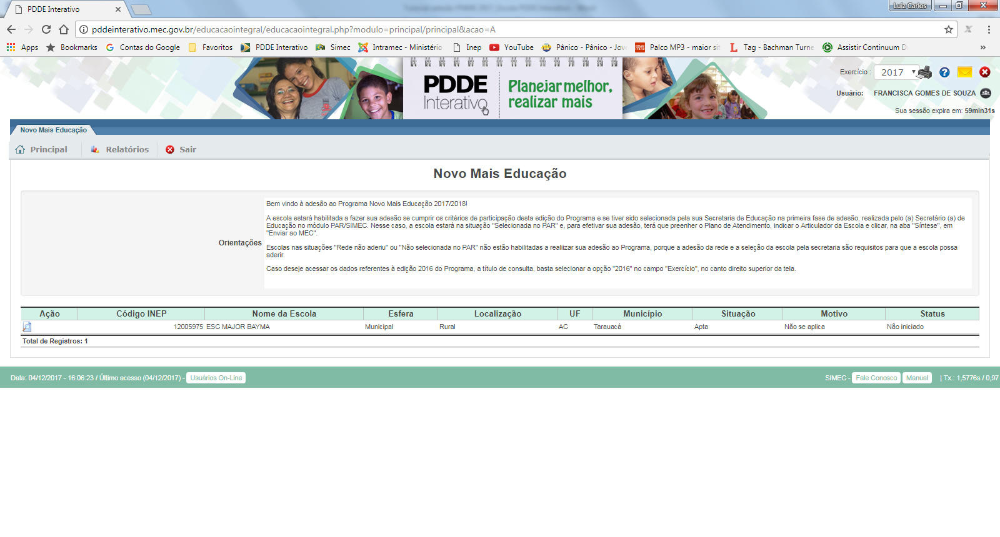 PDDE Interativo
Luiz Carlos
pddeinterativo.mec.gov.br/educacaointegral/educacaointegral.php?modulo=principal/principal&acao=A
Apps Bookmarks Contas do Google Favoritos PDDE Interativo Simec Intramec - Ministério Inep YouTube Pânico - Pânico - Jov Palco MP3 - maior sit Tag - Bachman Turne Assistir Continuum D »
PDDE
Interativo
Planejar melhor,
realizar mais
Exercício : 2017
Usuário: FRANCISCA GOMES DE SOUZA
Sua sessão expira em: 59min31s
Novo Mais Educação
Principal Relatórios Sair
Novo Mais Educação
Orientações
Bem vindo à adesão ao Programa Novo Mais Educação 2017/2018!
A escola estará habilitada a fazer sua adesão se cumprir os critérios de participação desta edição do Programa e se tiver sido selecionada pela sua Secretaria de Educação na primeira fase de adesão, realizada pelo (a) Secretário (a) de
Educação no módulo PAR/SIMEC. Nesse caso, a escola estará na situação "Selecionada no PAR" e, para efetivar sua adesão, terá que preenher o Plano de Atendimento, indicar o Articulador da Escola e clicar, na aba "Síntese", em
"Enviar ao MEC".
Escolas nas situações "Rede não aderiu" ou "Não selecionada no PAR" não estão habilitadas a realiizar sua adesão ao Programa, porque a adesão da rede e a seleção da escola pela secretaria são requisitos para que a escola possa
aderir.
Caso deseje acessar os dados referentes à edição 2016 do Programa, a título de consulta, basta selecionar a opção "2016" no campo "Exercício", no canto direito superior da tela.
Ação Código INEP Nome da Escola Esfera Localização UF Município Situação Motivo Status
12005975 ESC MAJOR BAYMA Municipal Rural AC Tarauacá Apta Não se aplica Não iniciado
Total de Registros: 1
Data: 04/12/2017 - 16:06:23 / Último acesso (04/12/2017) - Usuários On-Line
SIMEC - Fale Conosco Manual | Tx.: 1,5776s / 0,97